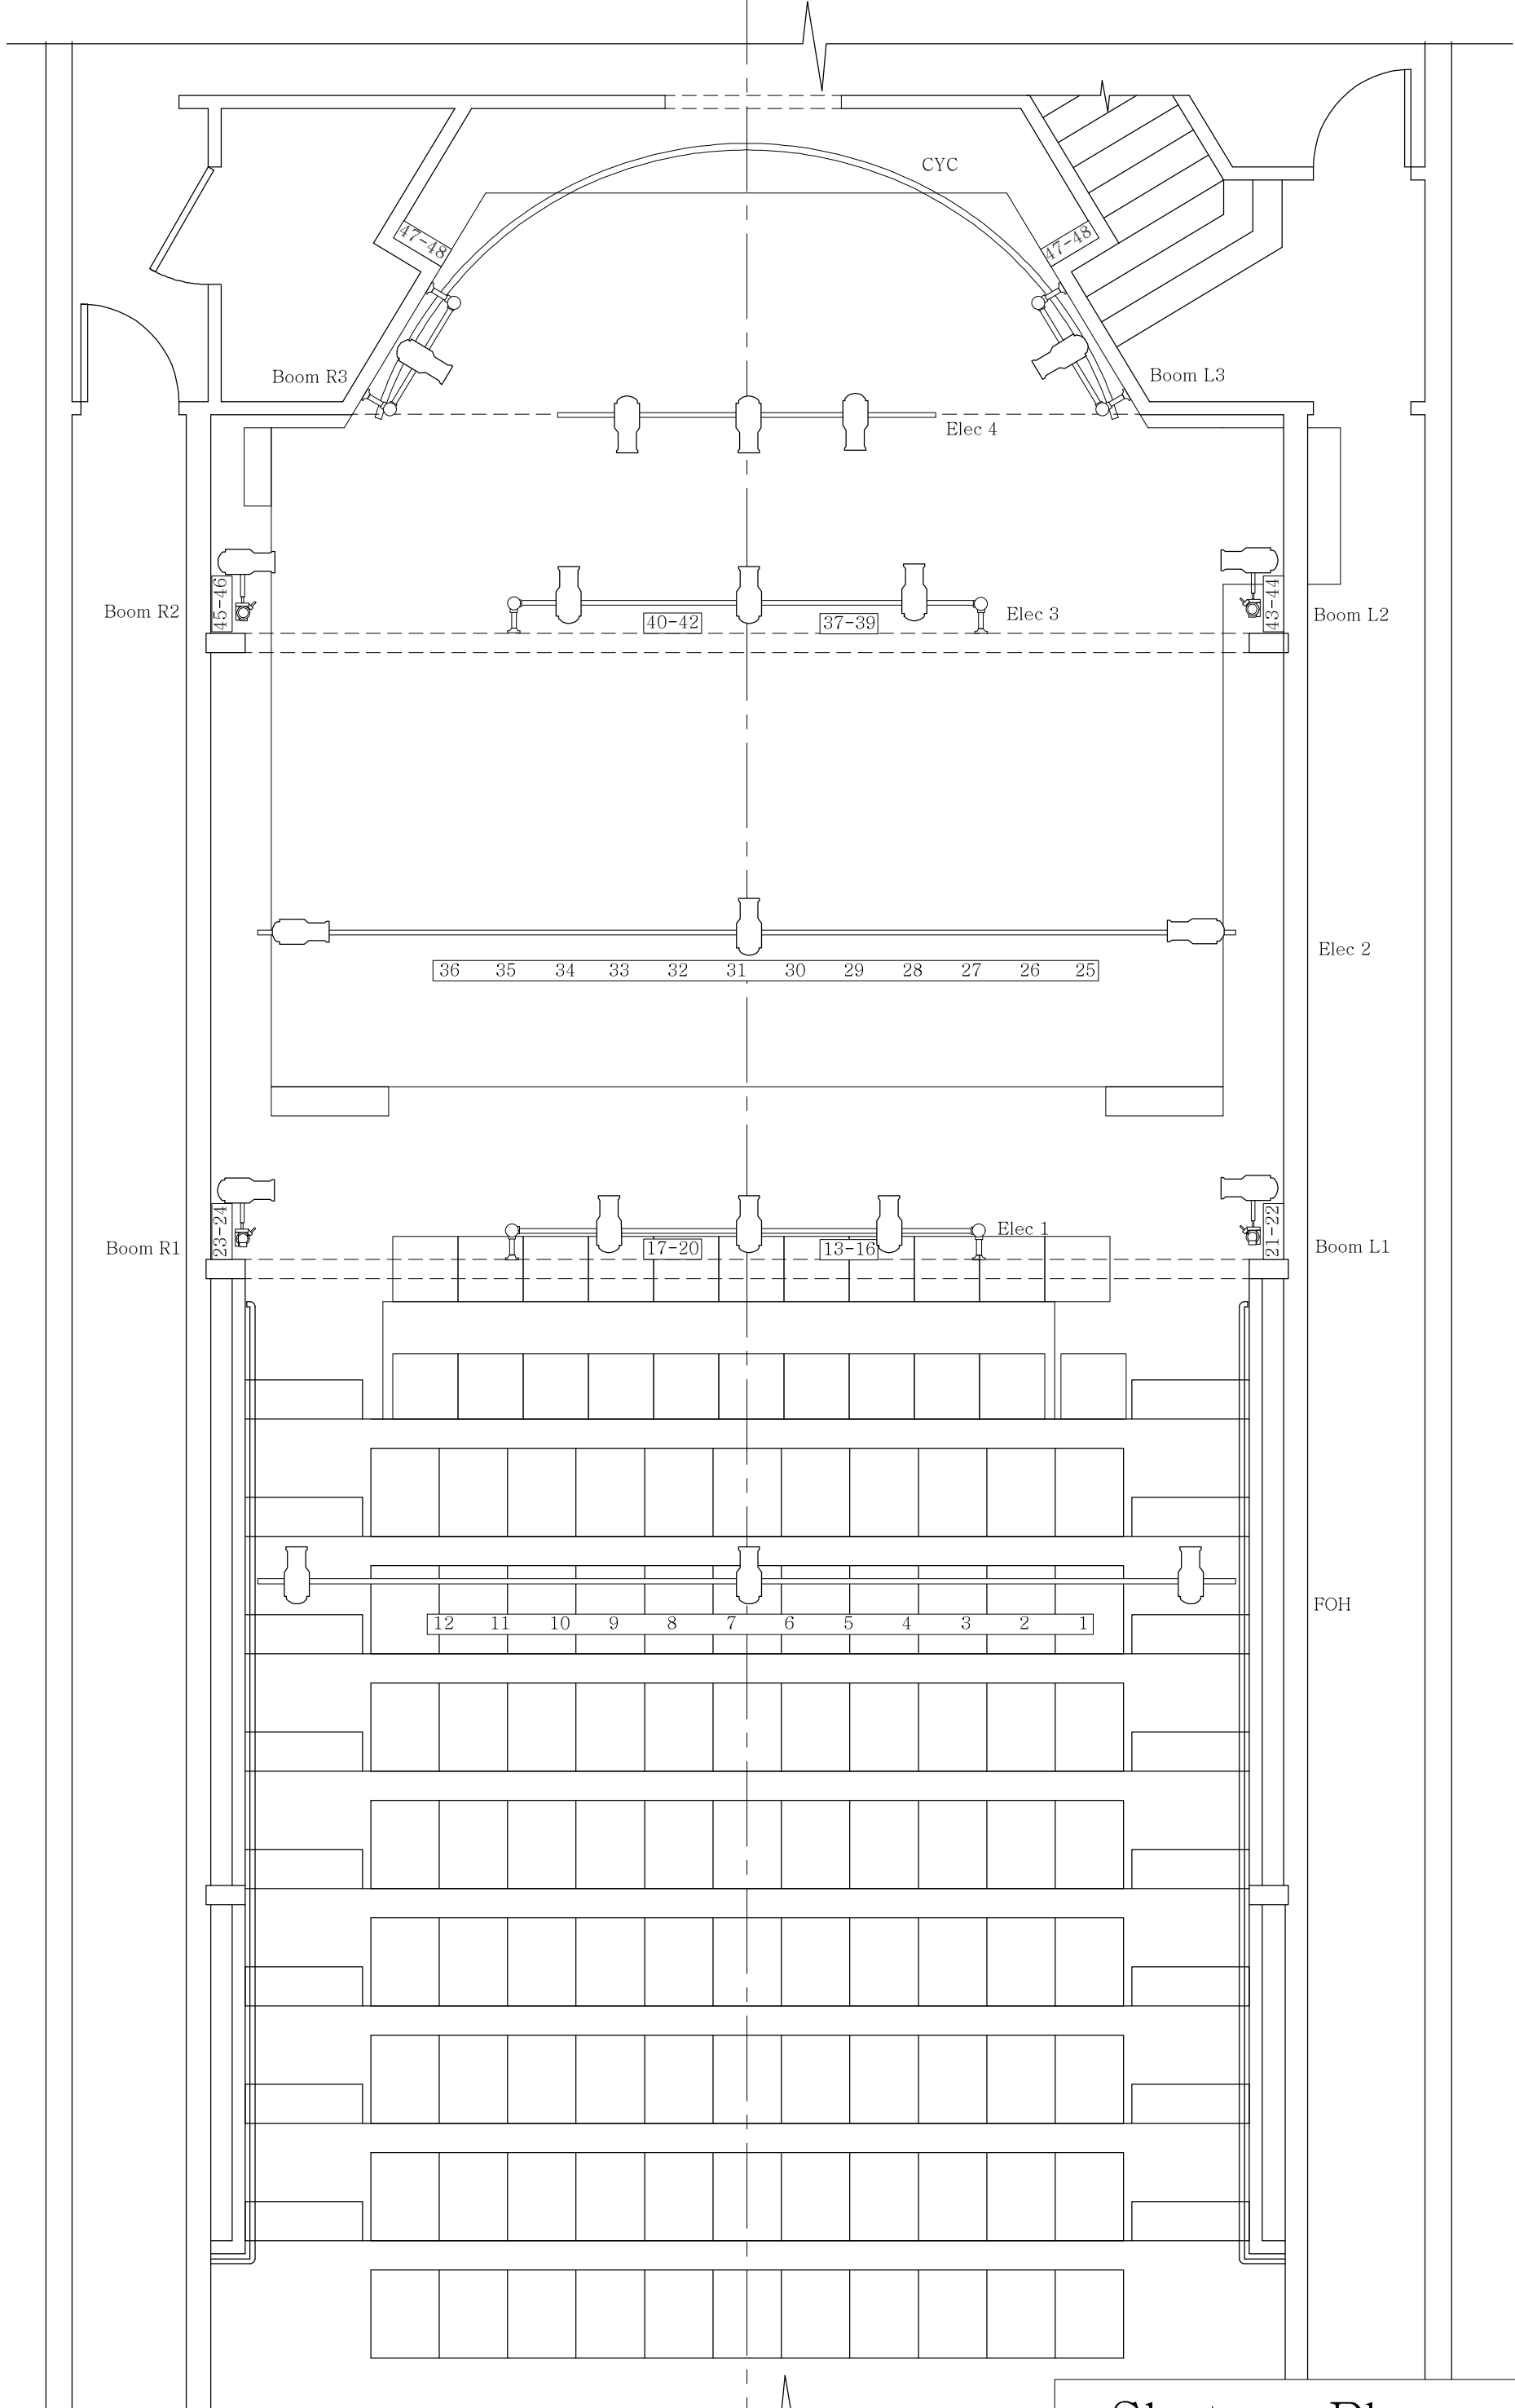 CYC
47-48
47-48
Boom R3
Boom L3
Elec 4
45-46
43-44
Boom R2
40-42
37-39
Elec 3
Boom L2
Elec 2
36 35 34 33 32 31 30 29 28 27 26 25
23-24
21-22
Boom R1
17-20
13-16
Elec 1
Boom L1
FOH
12 11 10 9 8 7 6 5 4 3 2 1